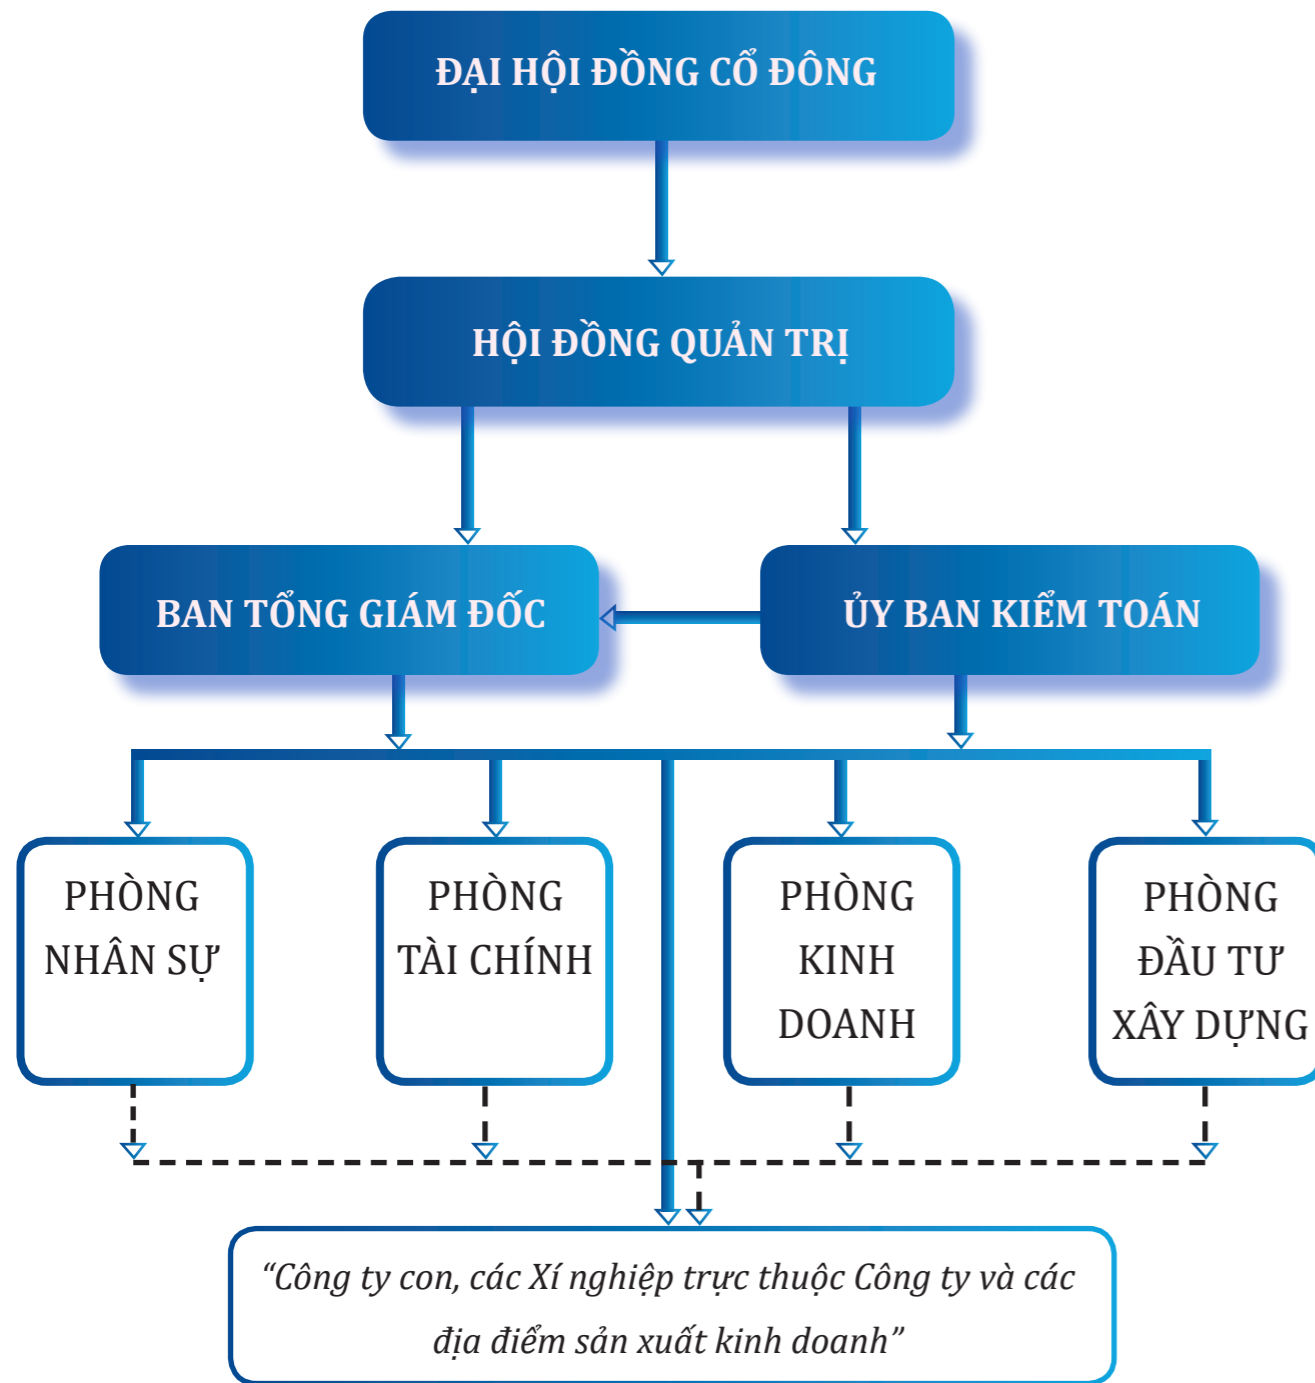 ĐẠI HỘI ĐỒNG CỔ ĐÔNG
HỘI ĐỒNG QUẢN TRỊ
BAN TỔNG GIÁM ĐỐC
ỦY BAN KIỂM TOÁN
PHÒNG
NHÂN SỰ
PHÒNG
TÀI CHÍNH
PHÒNG
KINH
DOANH
PHÒNG
ĐẦU TƯ
XÂY DỰNG
“Công ty con, các Xí nghiệp trực thuộc Công ty và các
địa điểm sản xuất kinh doanh”